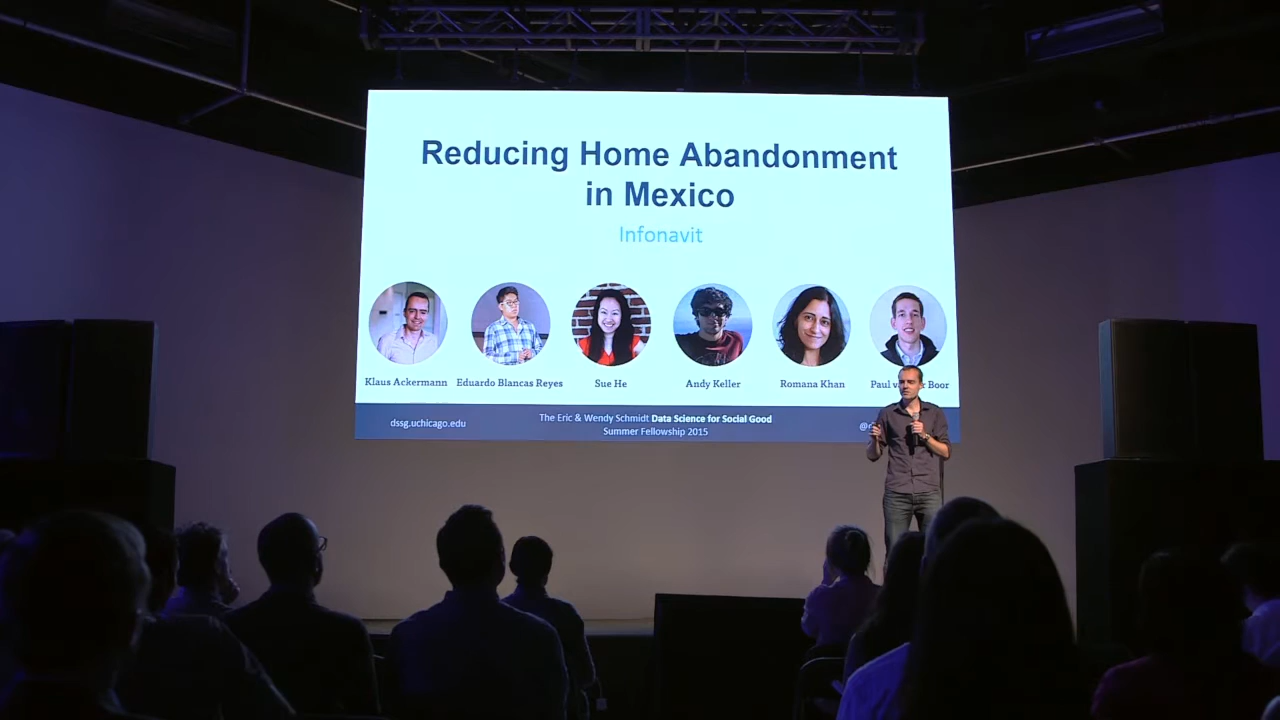 Reducing Home Abandonment
in Mexico
Infonavit
Klaus Ackermann
Eduardo Blancas Reyes
Sue He
Andy Keller
Romana Khan
Paul Boor
dssg.uchicago.edu
The Eric & Wendy Schmidt Data Science for Social Good
Summer Fellowship 2015